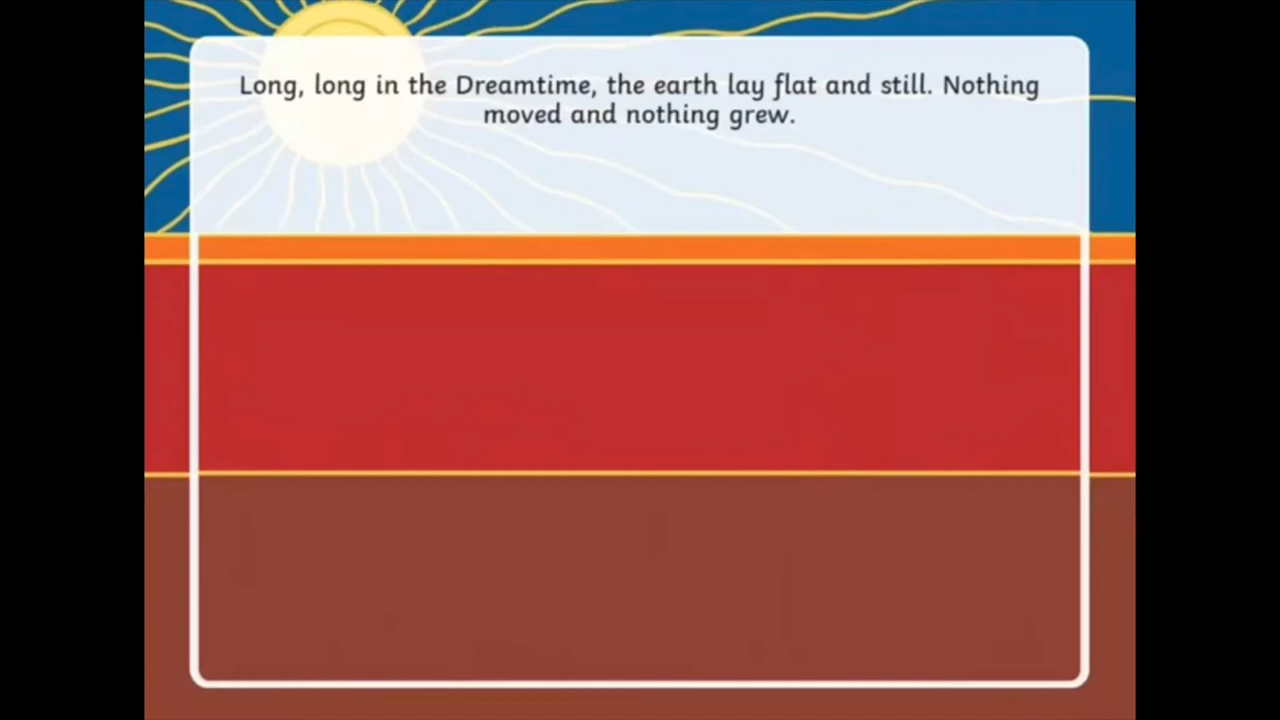 Long, long in the Dreamtime, the earth lay flat and still. Nothing
moved and nothing grew.